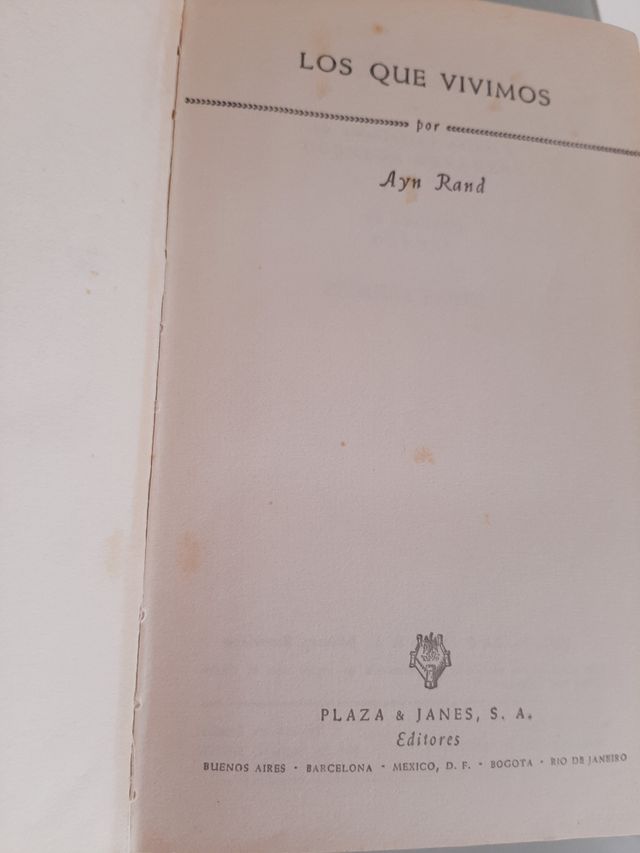 LOS QUE VIVIMOS
por
Ayn Rand
PLAZA & JANES, S. A.
Editores
BUENOS AIRES · BARCELONA · MEXICO, D. F. · BOGOTA · RIO DE JANEIRO